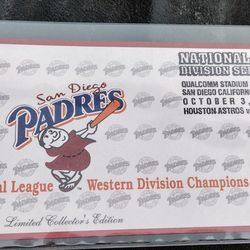 San Diego
PADRES
NATIONAL
DIVISION SE
QUALCOMM STADIUM
SAN DIEGO CALIFORNI
OCTOBER 3,
HOUSTON ASTROS v
al League Western Division Champions
Limited Collector's Edition